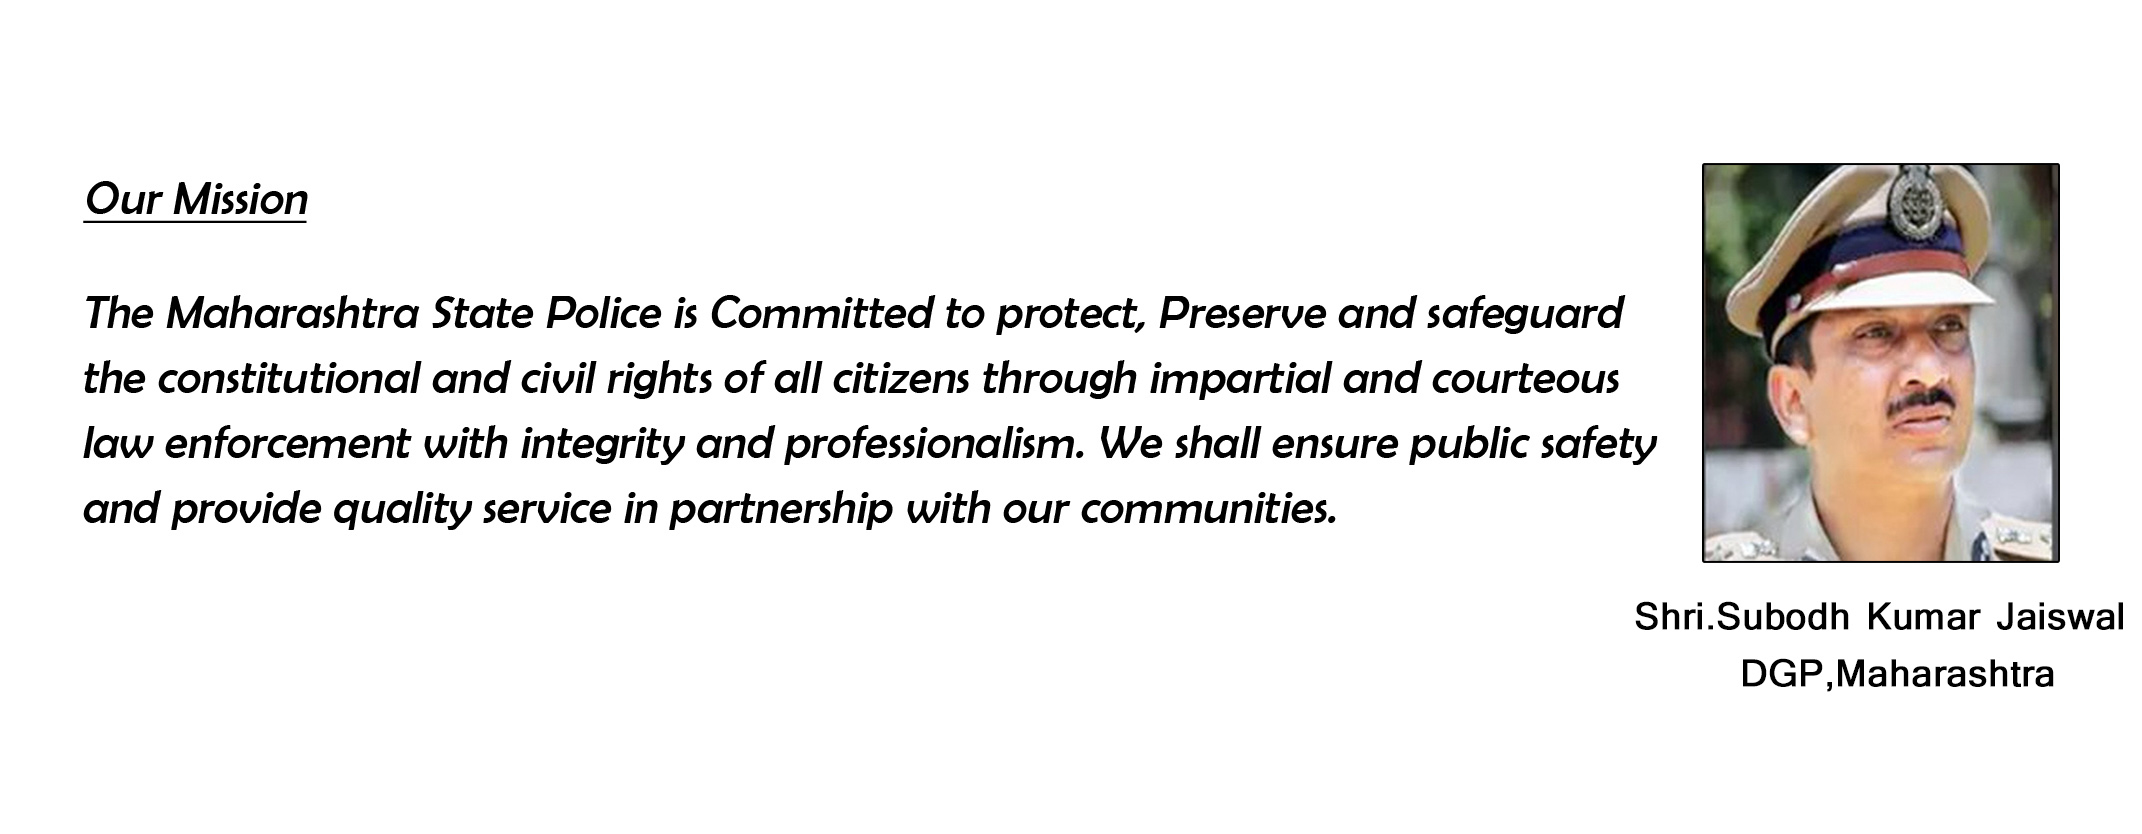 Our Mission
The Maharashtra State Police is Committed to protect, Preserve and safeguard
the constitutional and civil rights of all citizens through impartial and courteous
law enforcement with integrity and professionalism. We shall ensure public safety
and provide quality service in partnership with our communities.
Shri.Subodh Kumar Jaiswal
DGP,Maharashtra